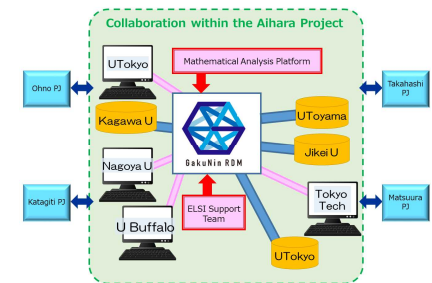 Collaboration within the Aihara Project
UTokyo
Mathematical Analysis Platform
Ohno PJ
Takahashi
PJ
Kagawa U
UToyama
GakuNin RDM
Jikei U
Nagoya U
Katagiti PJ
ELSI Support
Team
Tokyo
Tech
Matsuura
PJ
U Buffalo
UTokyo